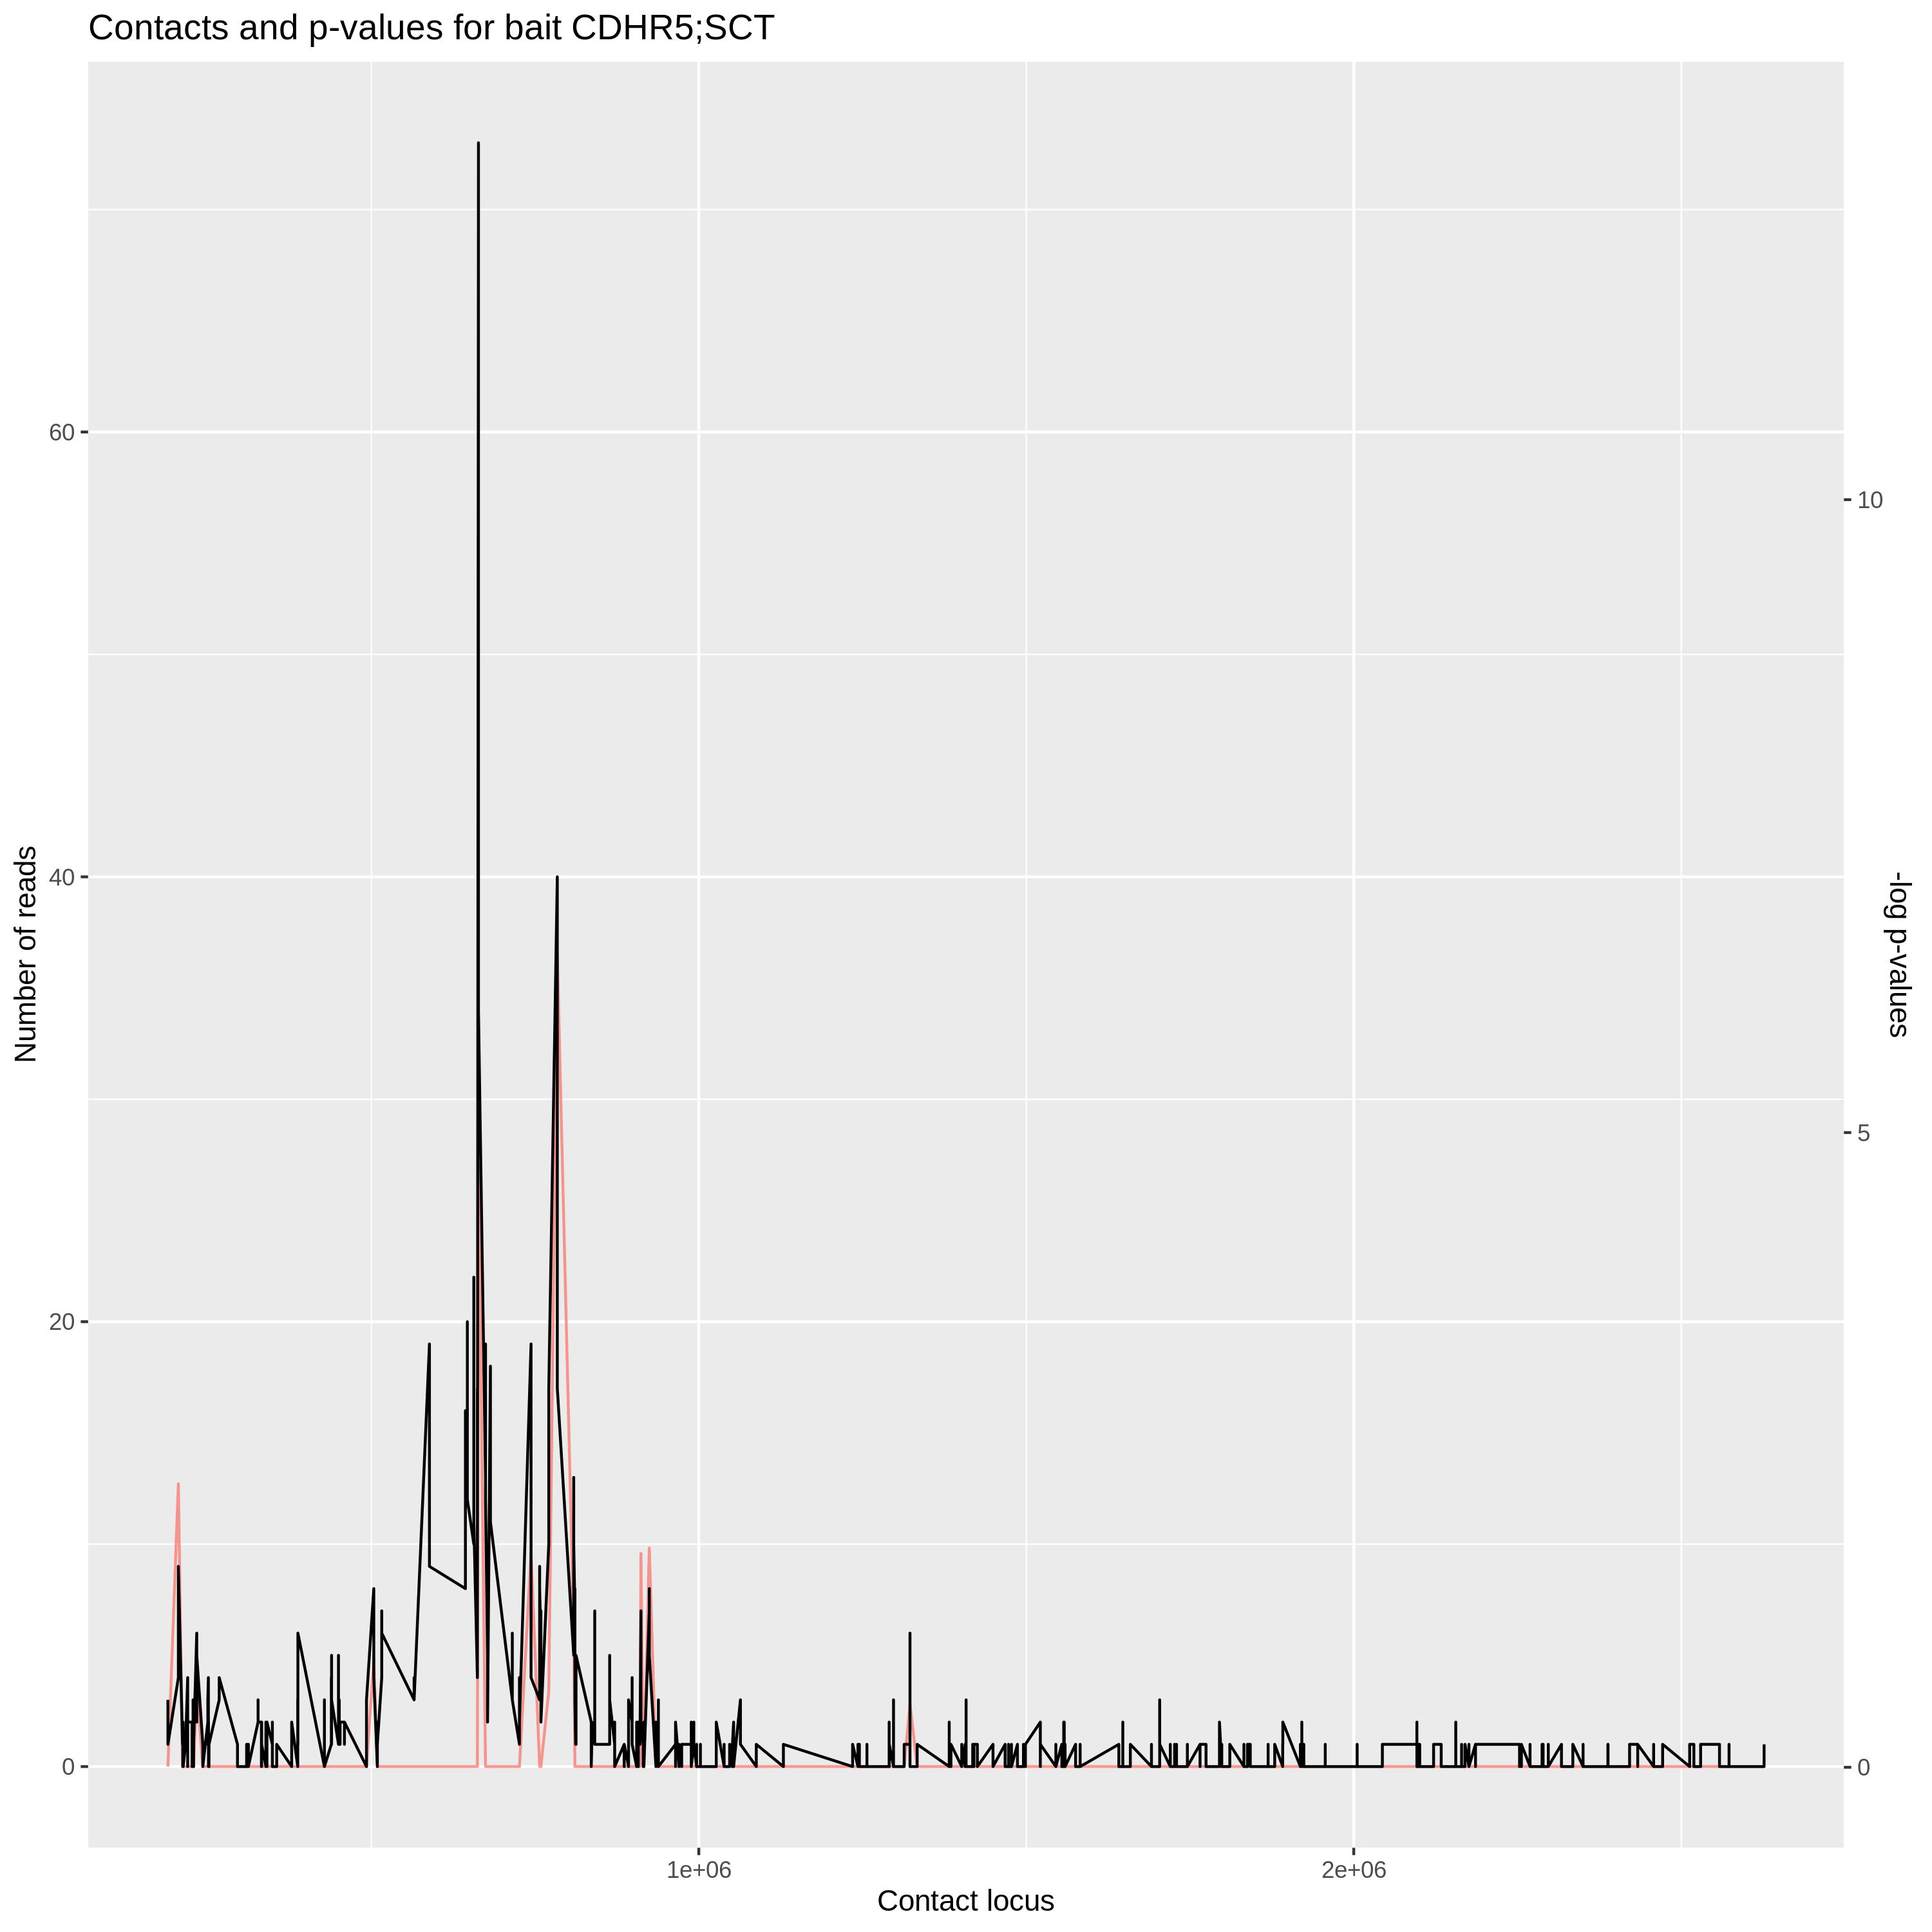 Contacts and p-values for bait CDHR5;SCT
60
40
20
0
Number of reads
10
5
0
-log p-values
1e+06
2e+06
Contact locus